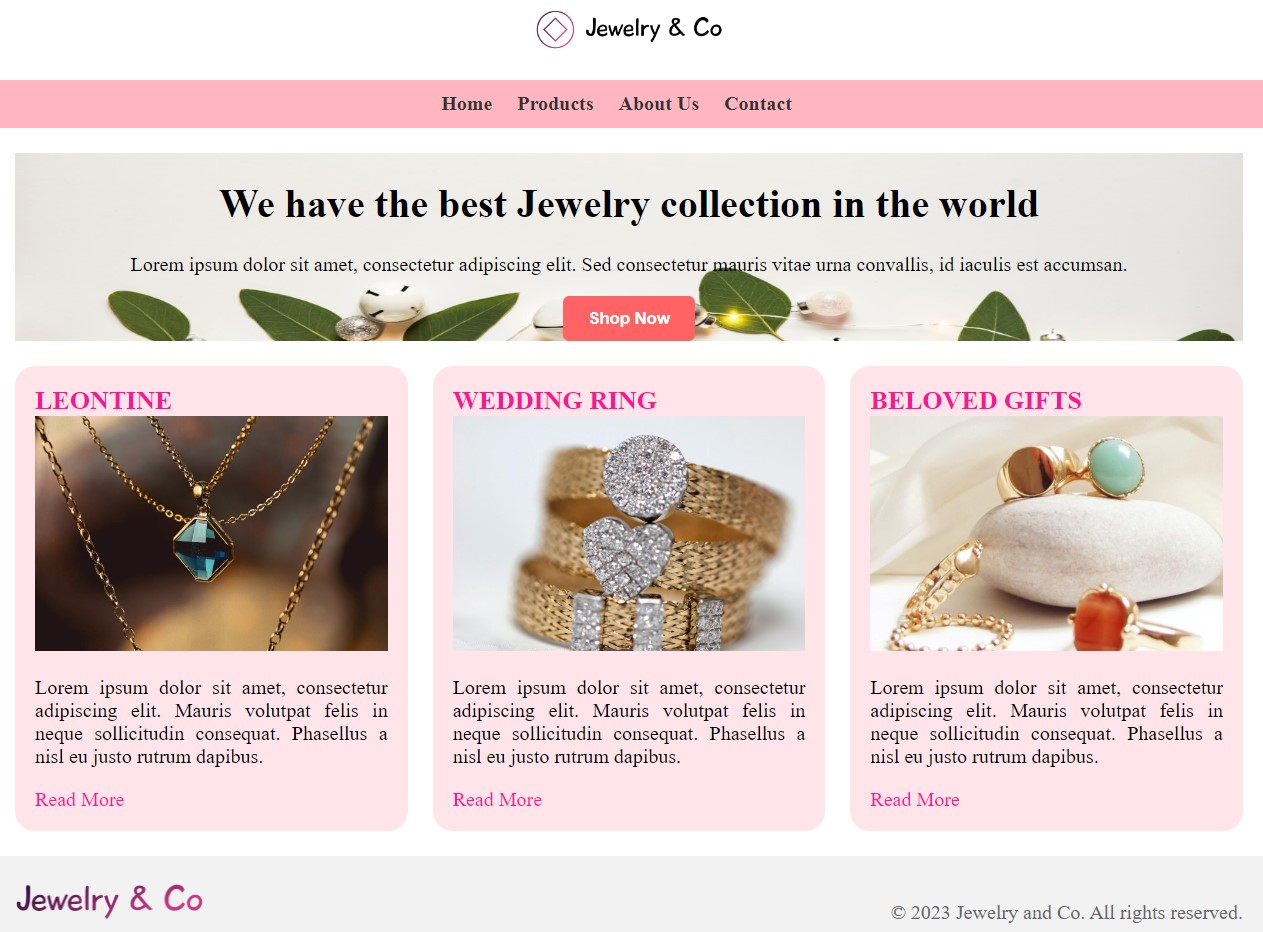 Jewelry & Co
Home Products About Us Contact
We have the best Jewelry collection in the world
Lorem ipsum dolor sit amet, consectetur adipiscing elit. Sed consectetur mauris vitae urna convallis, id iaculis est accumsan.
Shop Now
LEONTINE
Lorem ipsum dolor sit amet, consectetur
adipiscing elit. Mauris volutpat felis in
neque sollicitudin consequat. Phasellus a
nisl eu justo rutrum dapibus.
Read More
WEDDING RING
Lorem ipsum dolor sit amet, consectetur
adipiscing elit. Mauris volutpat felis in
neque sollicitudin consequat. Phasellus a
nisl eu justo rutrum dapibus.
Read More
BELOVED GIFTS
Lorem ipsum dolor sit amet, consectetur
adipiscing elit. Mauris volutpat felis in
neque sollicitudin consequat. Phasellus a
nisl eu justo rutrum dapibus.
Read More
Jewelry & Co
© 2023 Jewelry and Co. All rights reserved.